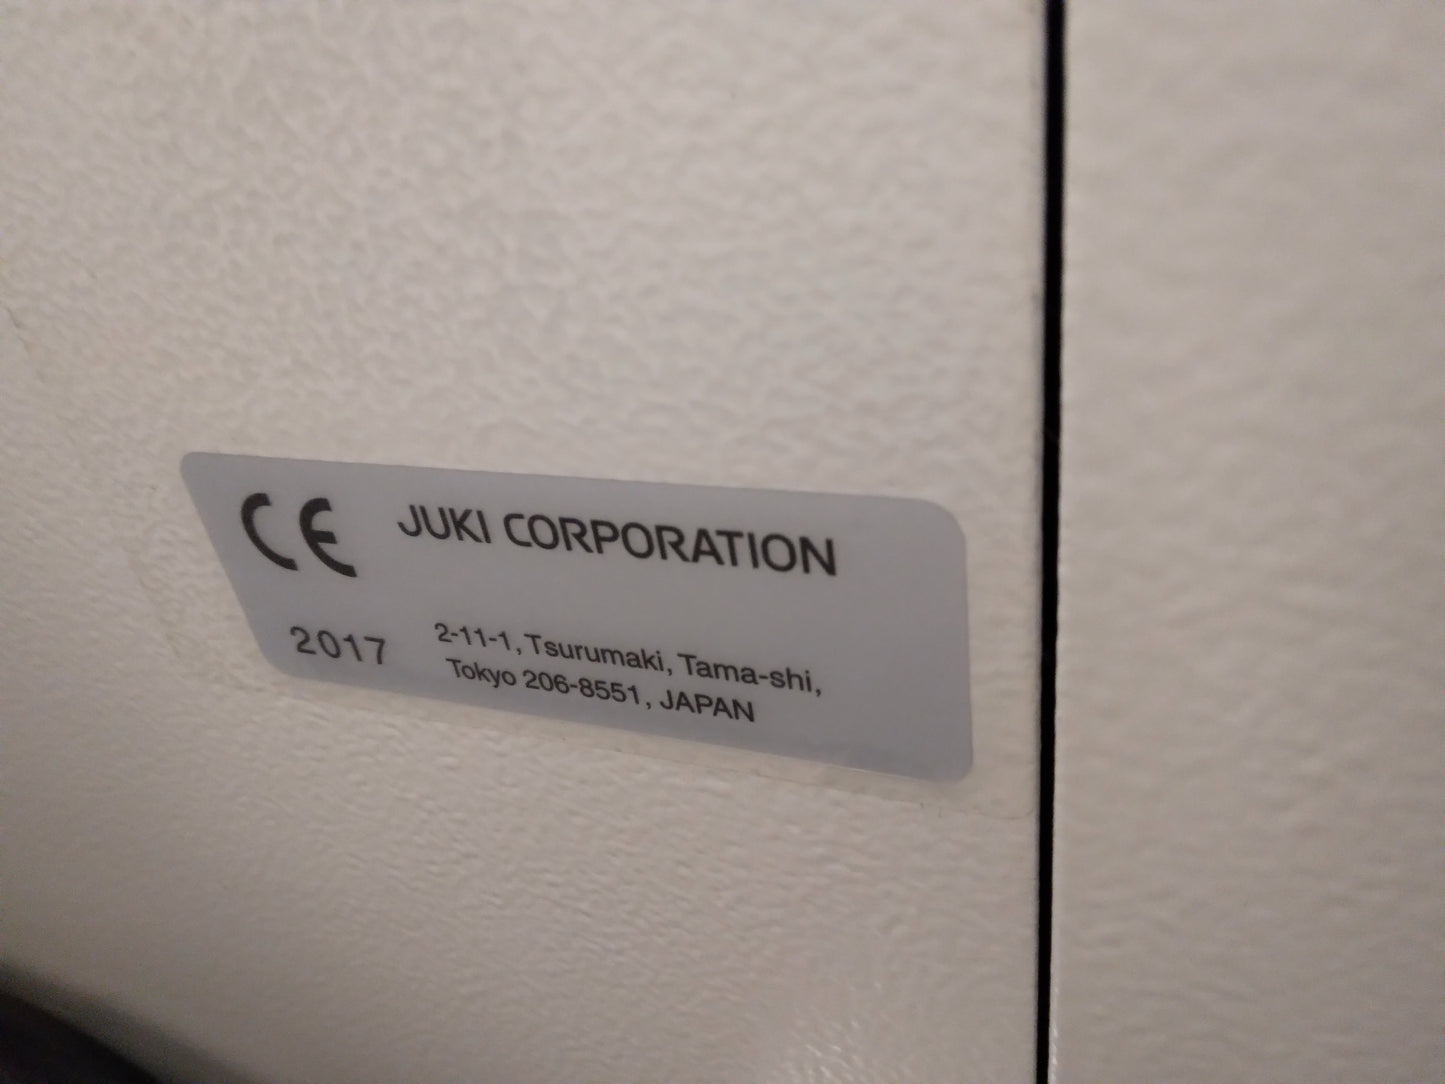 CE JUKI CORPORATION
2017 2-11-1, Tsurumaki, Tama-shi,
Tokyo 206-8551, JAPAN